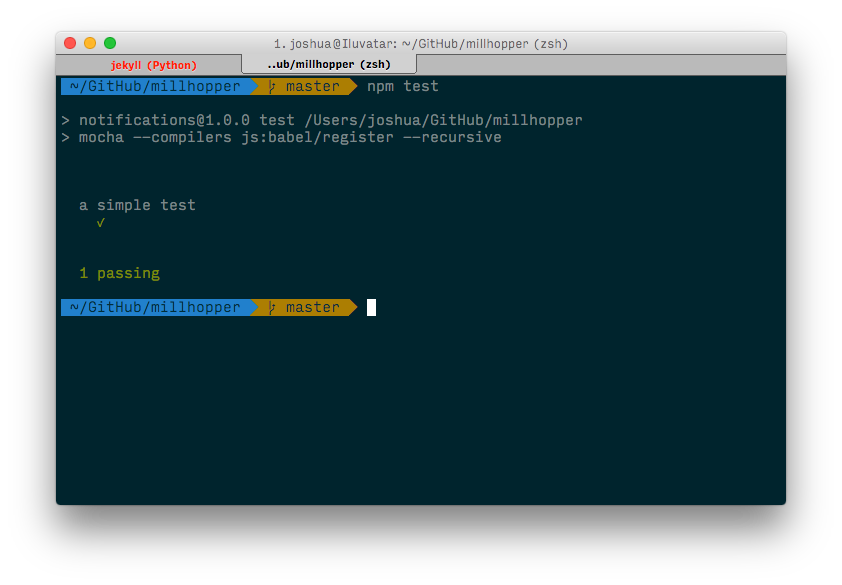 1. joshua@Iluvatar: ~/GitHub/millhopper (zsh)
jekyll (Python)
..ub/millhopper (zsh)
~/GitHub/millhopper master npm test
> notifications@1.0.0 test /Users/joshua/GitHub/millhopper
> mocha --compilers js:babel/register --recursive
a simple test
✓
1 passing
~/GitHub/millhopper master